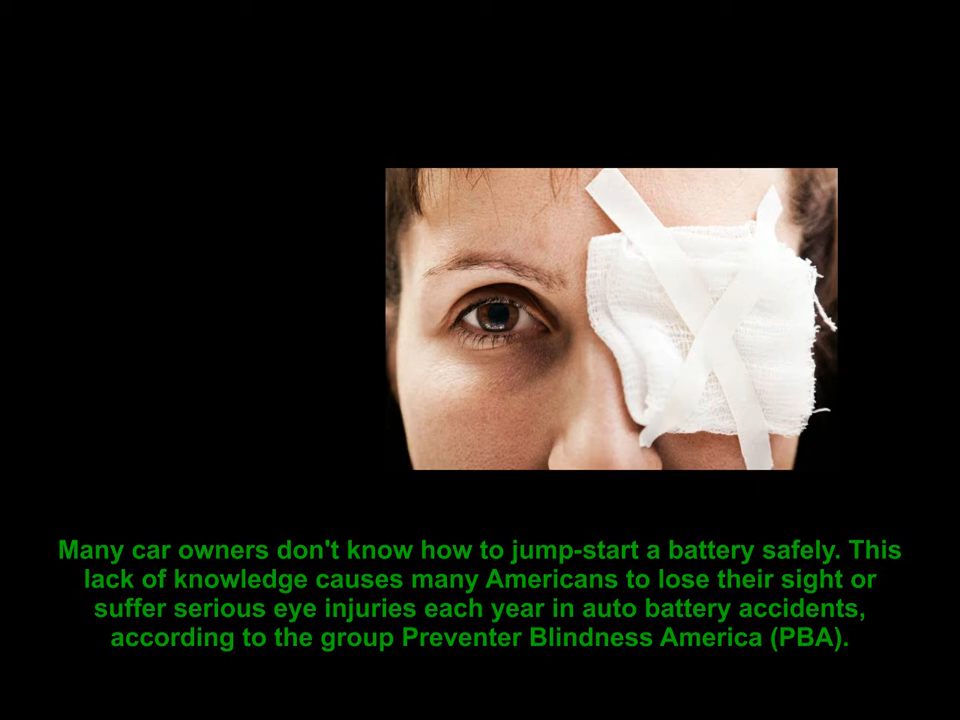 Many car owners don't know how to jump-start a battery safely. This
lack of knowledge causes many Americans to lose their sight or
suffer serious eye injuries each year in auto battery accidents,
according to the group Preventer Blindness America (PBA).